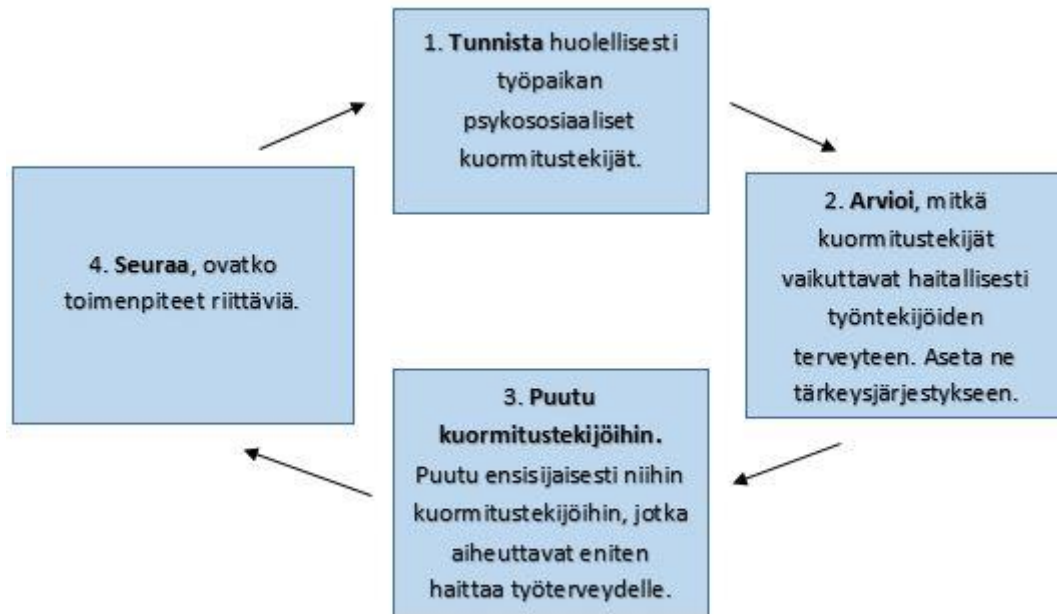 1. Tunnista huolellisesti
työpaikan
psykososiaaliset
kuormitustekijät.
2. Arvioi, mitkä
kuormitustekijät
vaikuttavat haitallisesti
työntekijöiden
terveyteen. Aseta ne
tärkeysjärjestykseen.
3. Puutu
kuormitustekijöihin.
Puutu ensisijaisesti niihin
kuormitustekijöihin, jotka
aiheuttavat eniten
haittaa työterveydelle.
4. Seuraa, ovatko
toimenpiteet riittäviä.